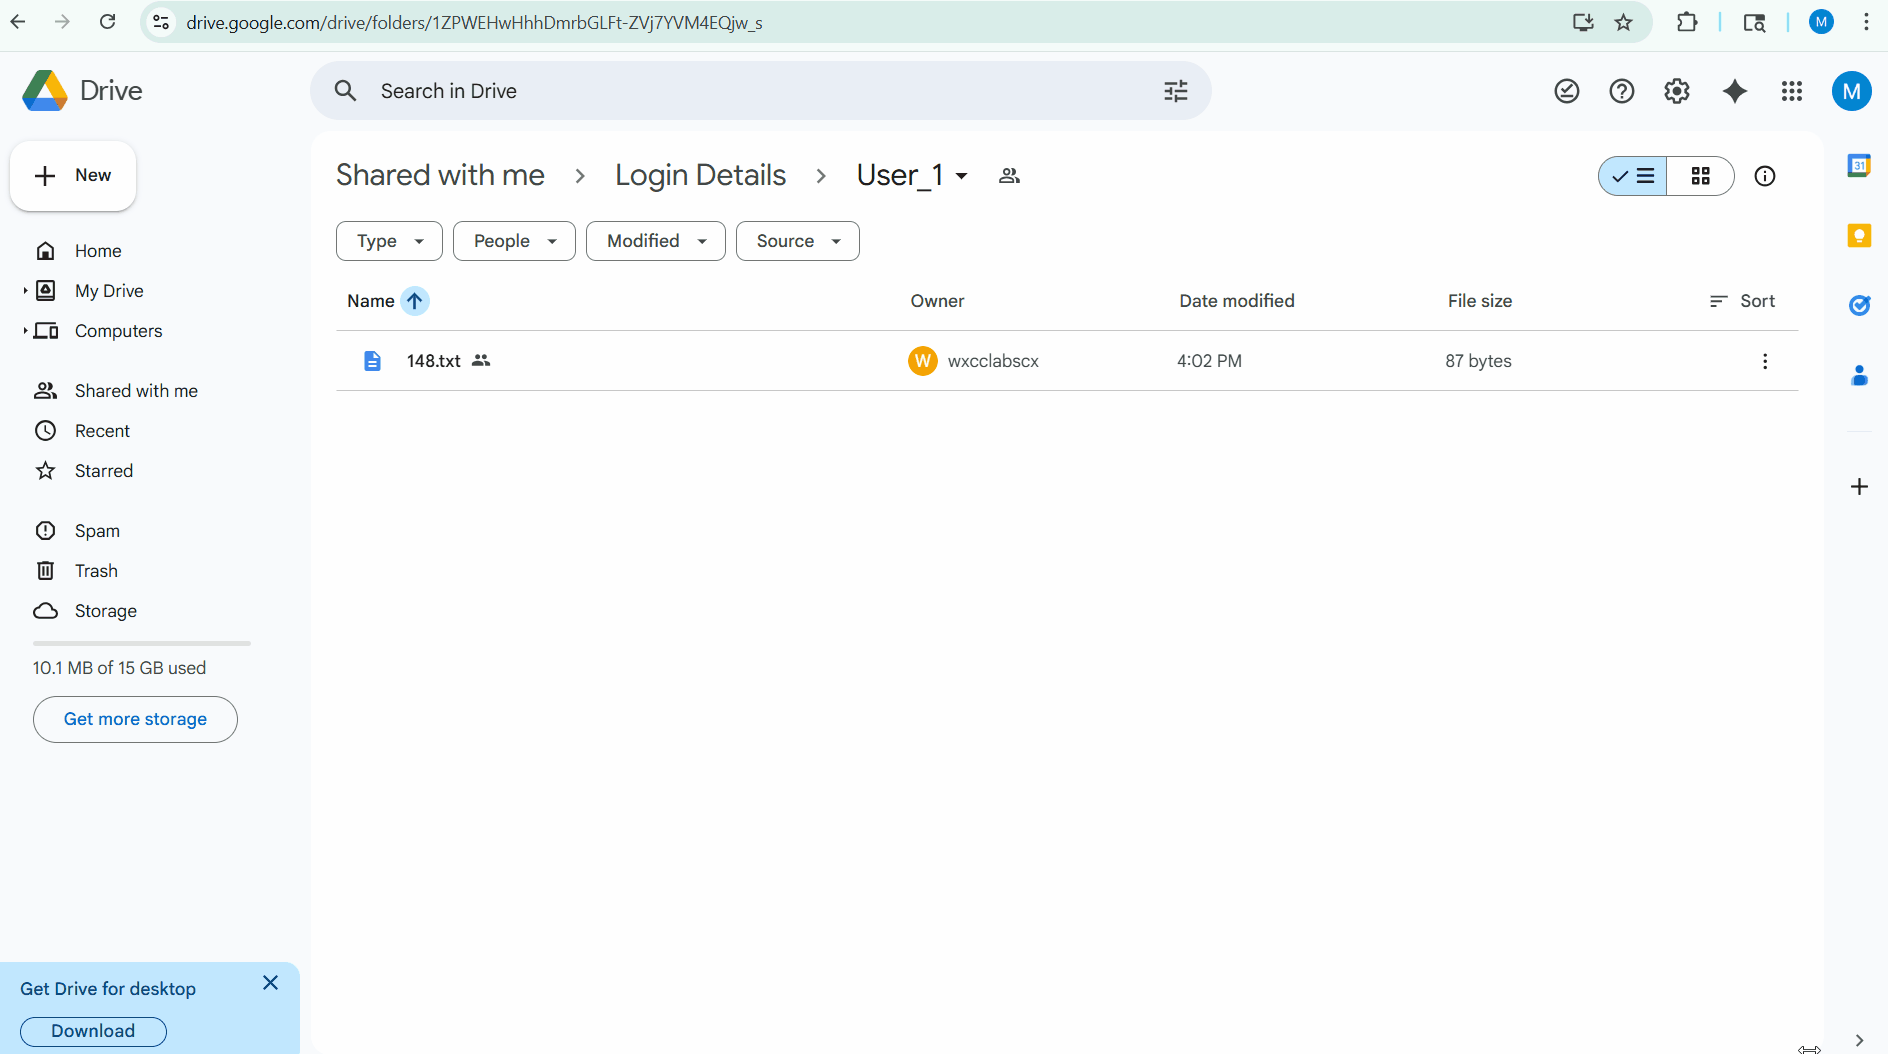 drive.google.com/drive/folders/1ZPWEHwHhhDmrbGLFt-ZVj7YVM4EQjw_s
M
Drive
Search in Drive
M
New
Shared with me
Login Details
User_1
31
Type
People
Modified
Source
Home
My Drive
Computers
Shared with me
Recent
Starred
Spam
Trash
Storage
10.1 MB of 15 GB used
Get more storage
Name
Owner
Date modified
File size
Sort
148.txt
W
wxcclabscx
4:02 PM
87 bytes
Get Drive for desktop
Download